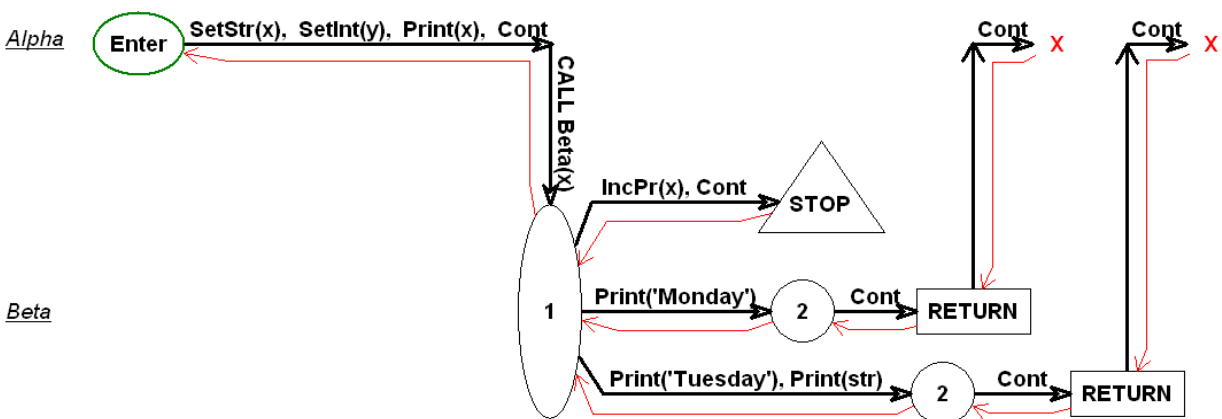 Alpha
Enter
SetStr(x), SetInt(y), Print(x), Cont
Cont
X
Cont
X
CALL Beta(x)
IncPr(x), Cont
STOP
Beta
1
Print('Monday')
2
Cont
RETURN
Print('Tuesday'), Print(str)
2
Cont
RETURN